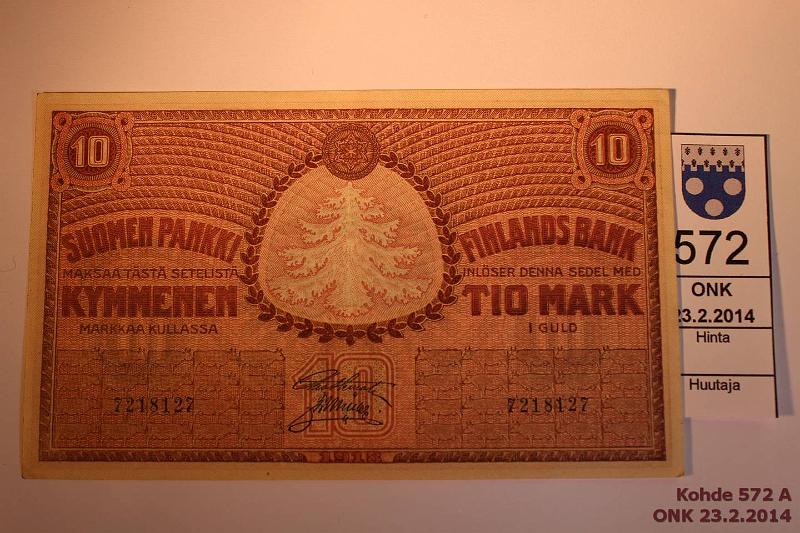 10
10
SUOMEN PANKKI
FINLANDS BANK
MAKSAA TÄSTÄ SETELISTÄ
INLÖSER DENNA SEDEL MED
KYMMENEN
TIO MARK
MARKKAA KULLASSA
I GULD
10
7218127
7218127
572
ONK
23.2.2014
Hinta
Huutaja
Kohde 572 A
ONK 23.2.2014